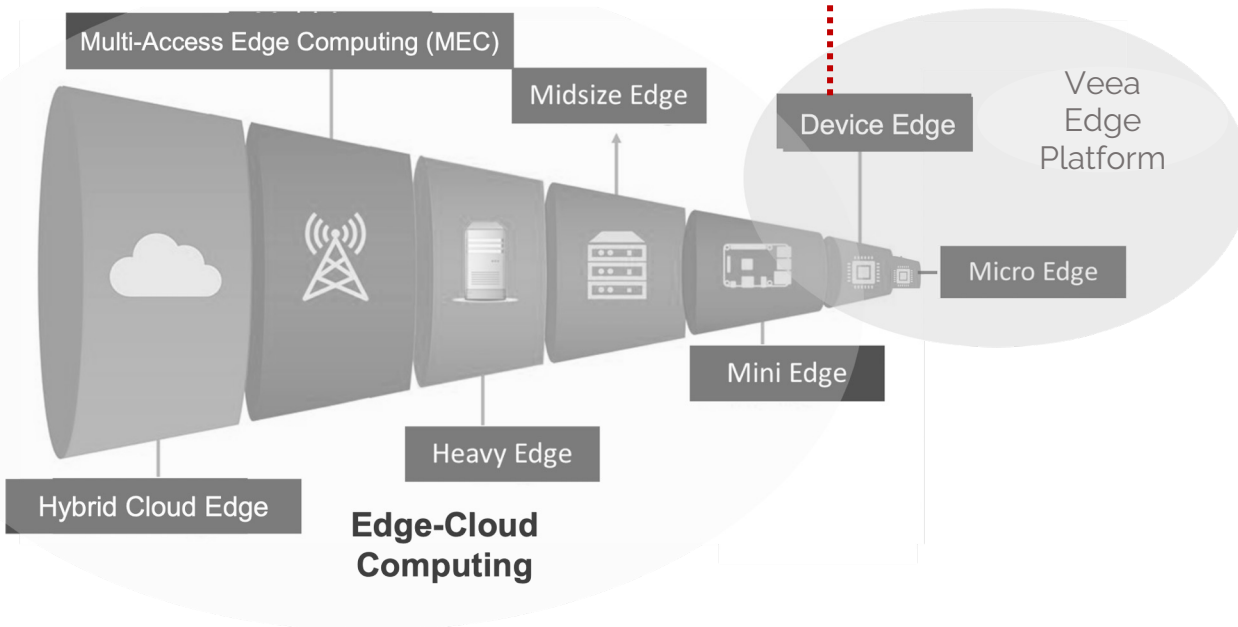 Multi-Access Edge Computing (MEC)
Midsize Edge
Device Edge
Veea
Edge
Platform
Micro Edge
Mini Edge
Heavy Edge
Hybrid Cloud Edge
Edge-Cloud
Computing